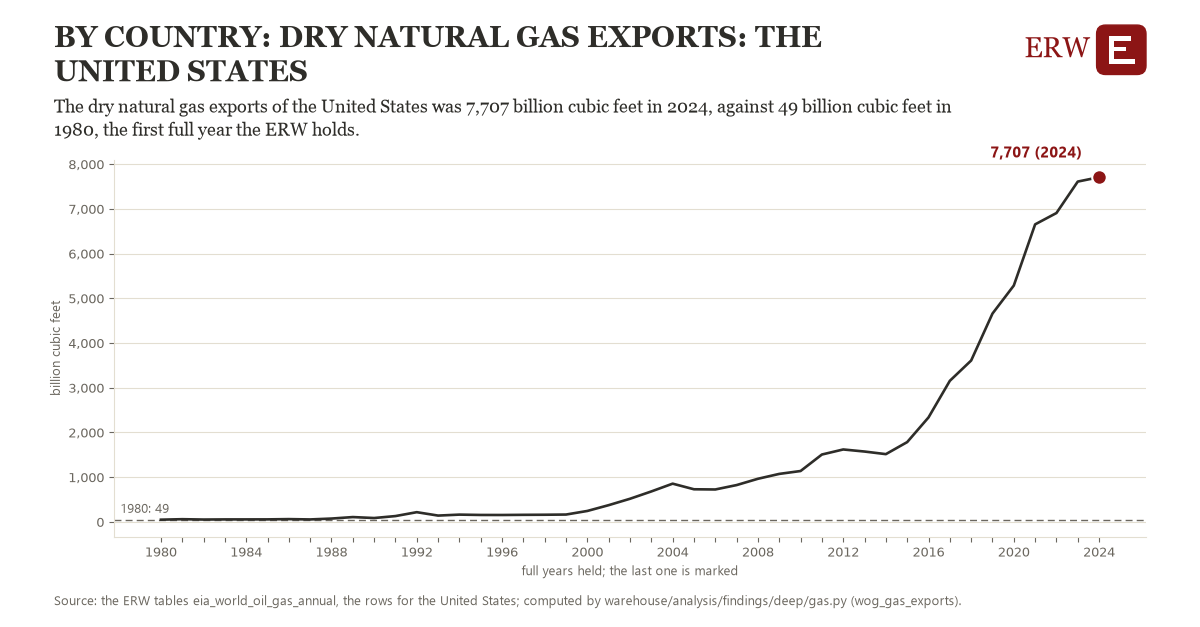 BY COUNTRY: DRY NATURAL GAS EXPORTS: THE
UNITED STATES
ERW E
The dry natural gas exports of the United States was 7,707 billion cubic feet in 2024, against 49 billion cubic feet in
1980, the first full year the ERW holds.
7,707 (2024)
8,000
7,000
6,000
5,000
4,000
3,000
2,000
1,000
0
billion cubic feet
1980: 49
1980 1984 1988 1992 1996 2000 2004 2008 2012 2016 2020 2024
full years held; the last one is marked
Source: the ERW tables eia_world_oil_gas_annual, the rows for the United States; computed by warehouse/analysis/findings/deep/gas.py (wog_gas_exports).